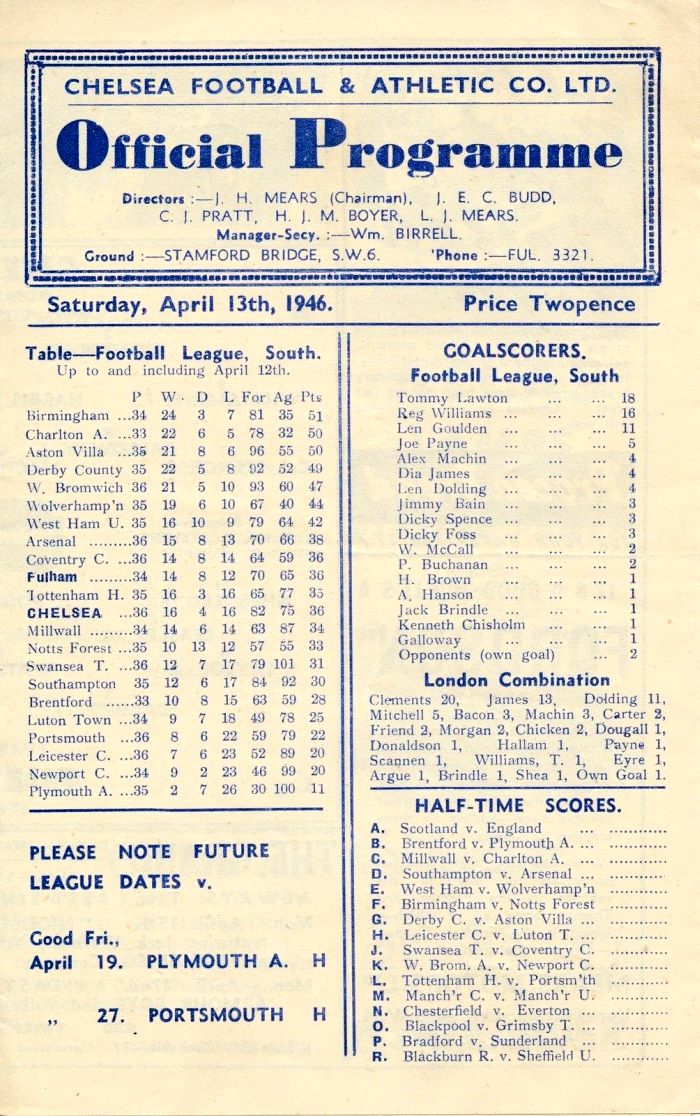 CHELSEA FOOTBALL & ATHLETIC CO. LTD.
Official Programme
Directors :—J. H. MEARS (Chairman), J. E. C. BUDD,
C. J. PRATT, H. J. M. BOYER, L. J. MEARS.
Manager-Secy. :—Wm. BIRRELL.
Ground :—STAMFORD BRIDGE, S.W.6. 'Phone :—FUL. 3321.
Saturday, April 13th, 1946. Price Twopence
Table—Football League, South.
Up to and including April 12th.
P W D L For Ag Pts
Birmingham ...34 24 3 7 81 35 51
Charlton A. ...33 22 6 5 78 32 50
Aston Villa ...35 21 8 6 96 55 50
Derby County 35 22 5 8 92 52 49
W. Bromwich 36 21 5 10 93 60 47
Wolverhamp'n 35 19 6 10 67 40 44
West Ham U. 35 16 10 9 79 64 42
Arsenal .........36 15 8 13 70 66 38
Coventry C. ...36 14 8 14 64 59 36
Fulham .........34 14 8 12 70 65 36
Tottenham H. 35 16 3 16 65 77 35
CHELSEA ...36 16 4 16 82 75 36
Millwall .........34 14 6 14 63 87 34
Notts Forest ...35 10 13 12 57 55 33
Swansea T. ...36 12 7 17 79 101 31
Southampton 35 12 6 17 84 92 30
Brentford ......33 10 8 15 63 59 28
Luton Town ...34 9 7 18 49 78 25
Portsmouth ...36 8 6 22 59 79 22
Leicester C. ...36 7 6 23 52 89 20
Newport C. ...34 9 2 23 46 99 20
Plymouth A. ...35 2 7 26 30 100 11
PLEASE NOTE FUTURE
LEAGUE DATES v.
Good Fri.,
April 19. PLYMOUTH A. H
„ 27. PORTSMOUTH H
GOALSCORERS.
Football League, South
Tommy Lawton ... ... 18
Reg Williams ... ... 16
Len Goulden ... ... 11
Joe Payne ... ... 5
Alex Machin ... ... 4
Dia James ... ... 4
Len Dolding ... ... 4
Jimmy Bain ... ... 3
Dicky Spence ... ... 3
Dicky Foss ... ... 3
W. McCall ... ... 2
P. Buchanan ... ... 2
H. Brown ... ... 1
A. Hanson ... ... 1
Jack Brindle ... ... 1
Kenneth Chisholm ... 1
Galloway ... ... 1
Opponents (own goal) ... 2
London Combination
Clements 20, James 13, Dolding 11,
Mitchell 5, Bacon 3, Machin 3, Carter 2,
Friend 2, Morgan 2, Chicken 2, Dougall 1,
Donaldson 1, Hallam 1, Payne 1,
Scannen 1, Williams, T. 1, Eyre 1,
Argue 1, Brindle 1, Shea 1, Own Goal 1.
HALF-TIME SCORES.
A. Scotland v. England ... ............
B. Brentford v. Plymouth A. ... ............
C. Millwall v. Charlton A. ... ............
D. Southampton v. Arsenal ... ............
E. West Ham v. Wolverhamp'n ............
F. Birmingham v. Notts Forest ............
G. Derby C. v. Aston Villa ... ............
H. Leicester C. v. Luton T. ... ............
J. Swansea T. v. Coventry C. ............
K. W. Brom. A. v. Newport C. ............
L. Tottenham H. v. Portsm'th ............
M. Manch'r C. v. Manch'r U. ............
N. Chesterfield v. Everton ... ............
O. Blackpool v. Grimsby T. ... ............
P. Bradford v. Sunderland ... ............
R. Blackburn R. v. Sheffield U. ............